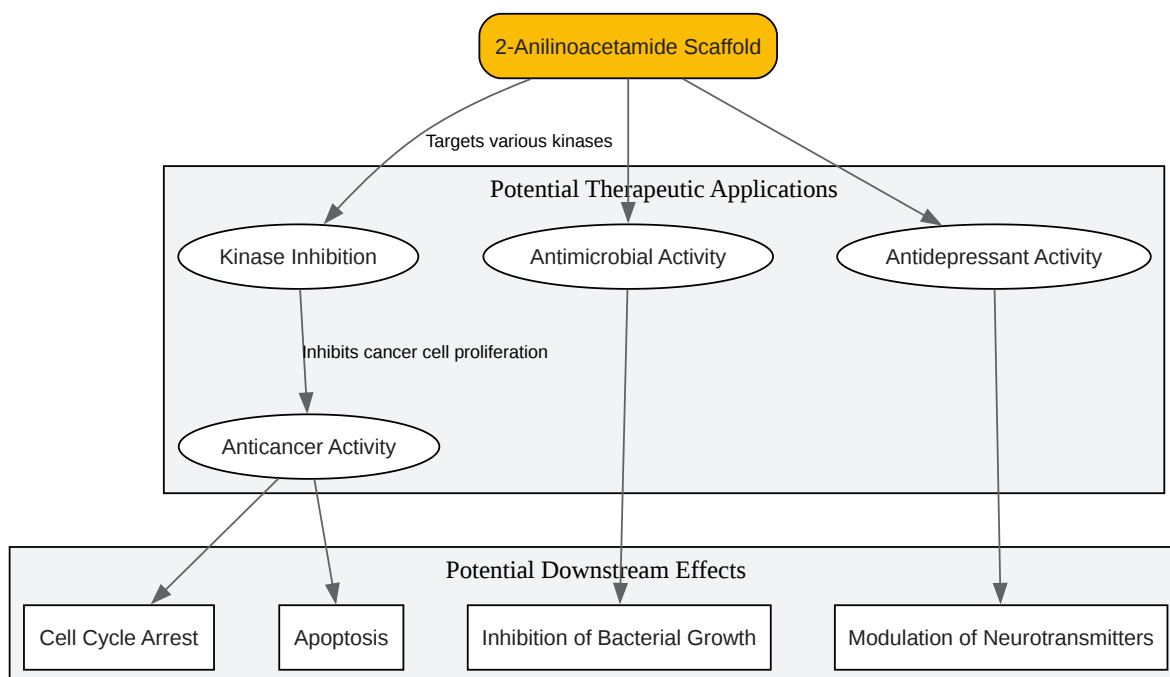 2-Anilinoacetamide Scaffold
Targets various kinases
Potential Therapeutic Applications
Kinase Inhibition
Antimicrobial Activity
Antidepressant Activity
Inhibits cancer cell proliferation
Anticancer Activity
Potential Downstream Effects
Cell Cycle Arrest
Apoptosis
Inhibition of Bacterial Growth
Modulation of Neurotransmitters